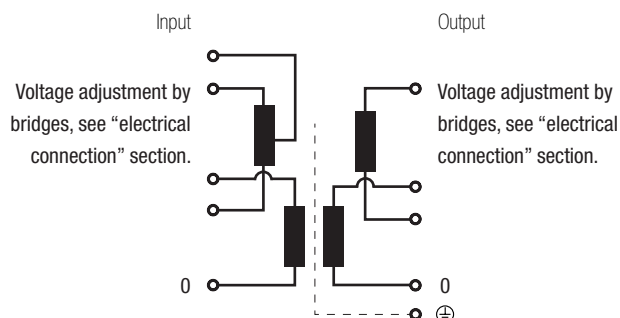 Input
Output
Voltage adjustment by
bridges, see “electrical
connection” section.
Voltage adjustment by
bridges, see “electrical
connection” section.
0
0